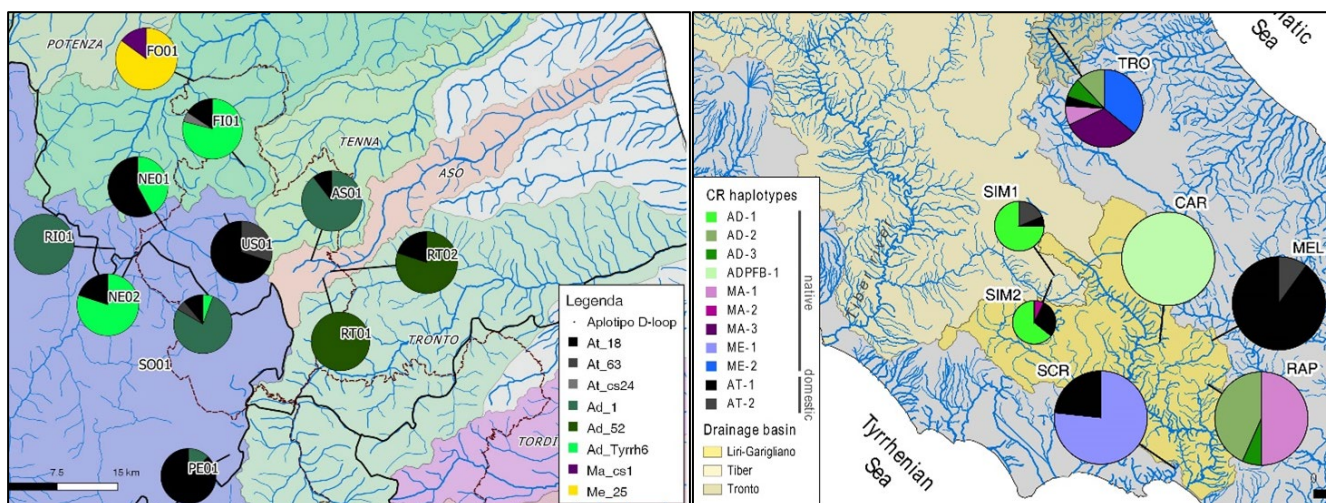 POTENZA
FO01
FI01
TENNA
NE01
ASO
AS01
RI01
US01
RT02
NE02
SO01
RT01
TRONTO
PE01
TORDI
7.5 15 km
Legenda
Aplotipo D-loop
At_18
At_63
At_cs24
Ad_1
Ad_52
Ad_Tyrrh6
Ma_cs1
Me_25
Sea
TRO
SIM1
CAR
MEL
Tiber river
SIM2
SCR
RAP
Tyrrhenian
Sea
CR haplotypes
AD-1
AD-2
AD-3
ADPFB-1
MA-1
MA-2
MA-3
ME-1
ME-2
AT-1
AT-2
native
domestic
Drainage basin
Liri-Garigliano
Tiber
Tronto